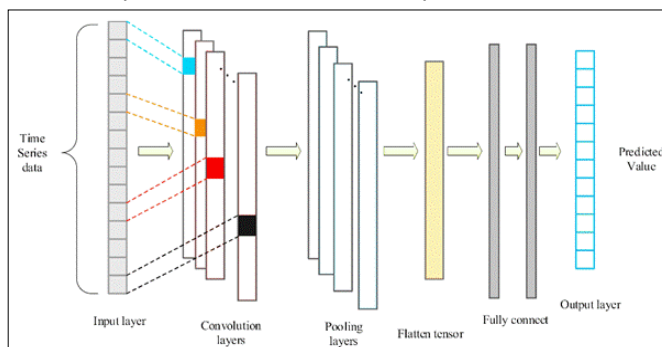 Time
Series
data
Predicted
Value
Input layer
Convolution
layers
Pooling
layers
Flatten tensor
Fully connect
Output layer